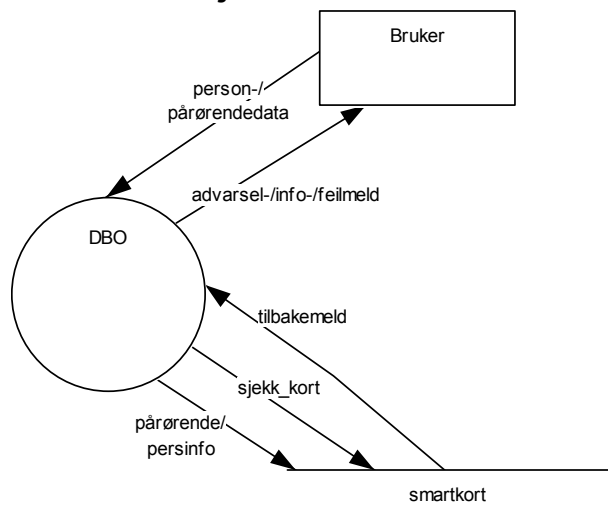 Bruker
person-/
pårørendedata
advarsel-/info-/feilmeld
DBO
tilbakemeld
sjekk_kort
pårørende/
persinfo
smartkort